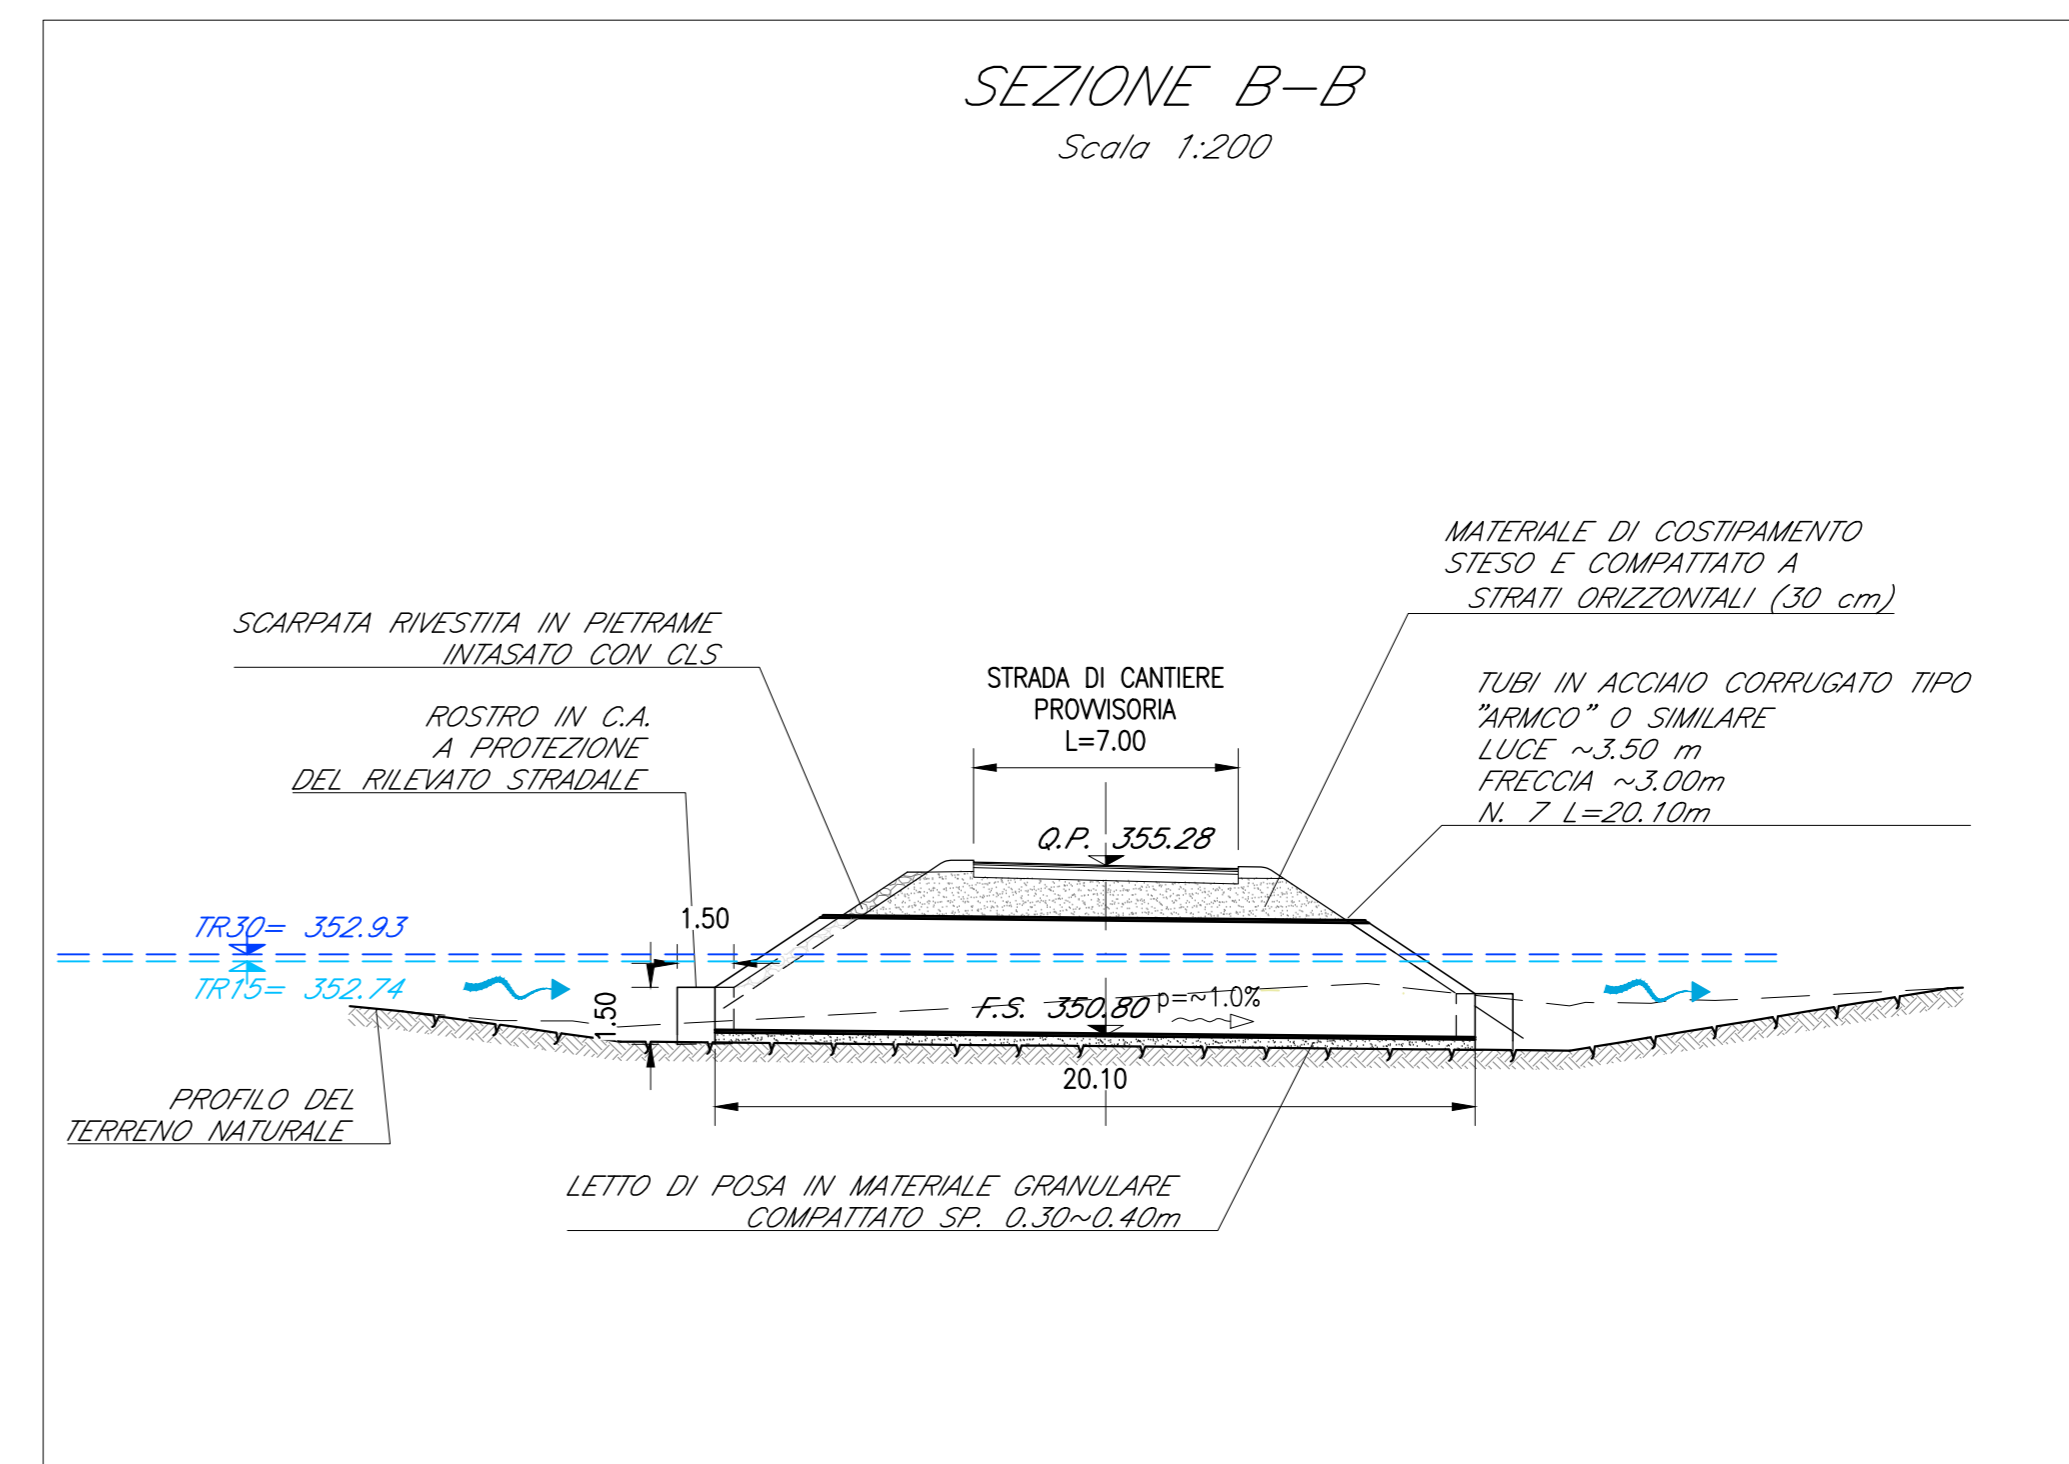 SEZIONE B-B
Scala 1:200
MATERIALE DI COSTIPAMENTO
STESO E COMPATTATO A
STRATI ORIZZONTALI (30 cm)
SCARPATA RIVESTITA IN PIETRAME
INTASATO CON CLS
STRADA DI CANTIERE
PROVVISORIA
L=7.00
TUBI IN ACCIAIO CORRUGATO TIPO
"ARMCO" O SIMILARE
LUCE ~3.50 m
FRECCIA ~3.00m
N. 7 L=20.10m
ROSTRO IN C.A.
A PROTEZIONE
DEL RILEVATO STRADALE
Q.P. 355.28
1.50
TR30= 352.93
TR15= 352.74
1.50
F.S. 350.80
p=~1.0%
20.10
PROFILO DEL
TERRENO NATURALE
LETTO DI POSA IN MATERIALE GRANULARE
COMPATTATO SP. 0.30~0.40m